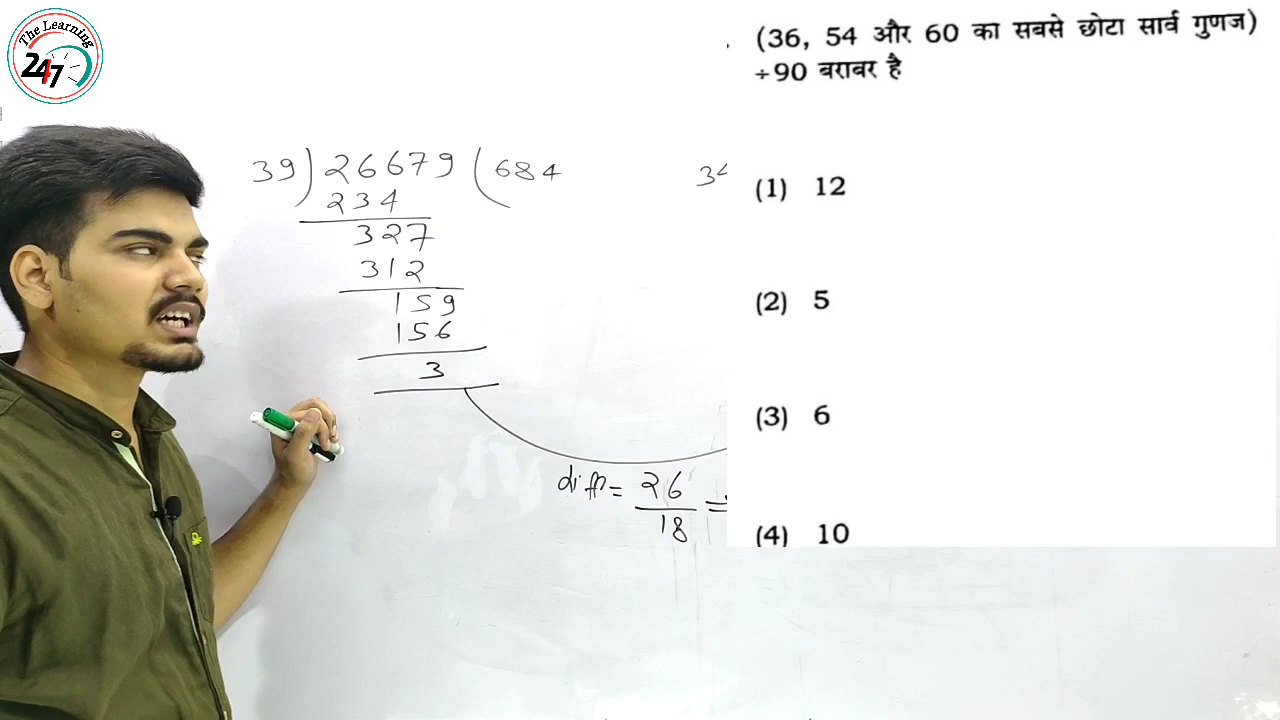 The Learning
247
. (36, 54 और 60 का सबसे छोटा सार्व गुणज)
÷90 बराबर है
39) 26679 (684
234
327
312
159
156
3
diffn = 26
18 =
(1) 12
(2) 5
(3) 6
(4) 10